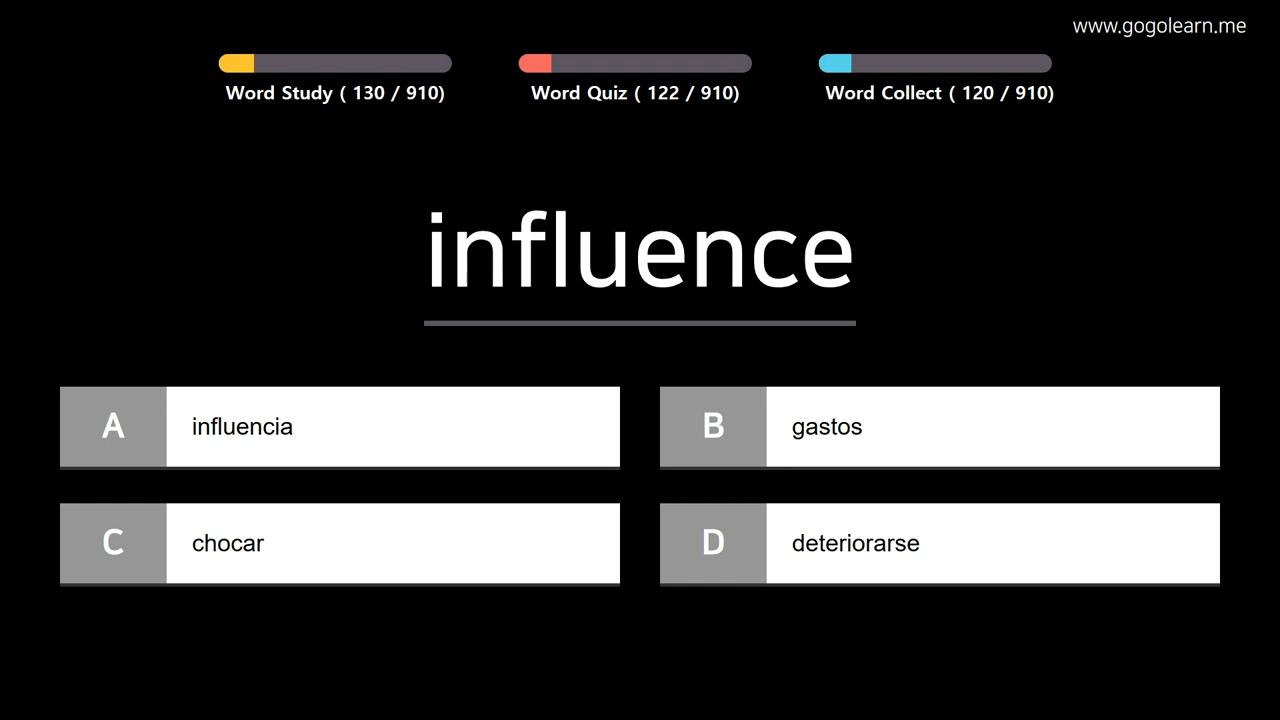 www.gogolearn.me
Word Study ( 130 / 910)
Word Quiz ( 122 / 910)
Word Collect ( 120 / 910)
influence
A influencia
B gastos
C chocar
D deteriorarse